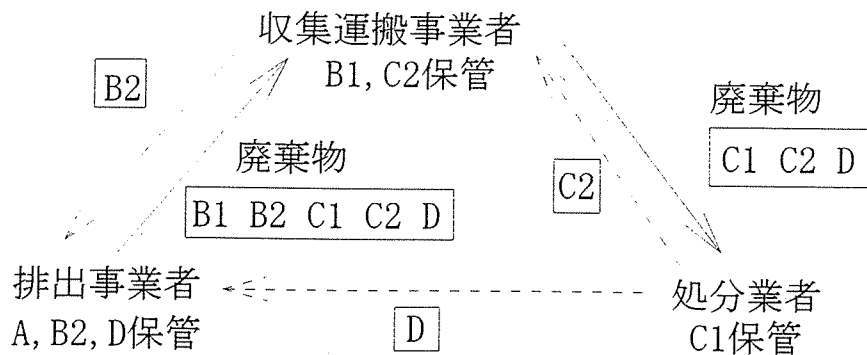 収集運搬事業者
B1,C2保管
B2
廃棄物
C1 C2 D
廃棄物
B1 B2 C1 C2 D
C2
排出事業者
A,B2,D保管
D
処分業者
C1保管